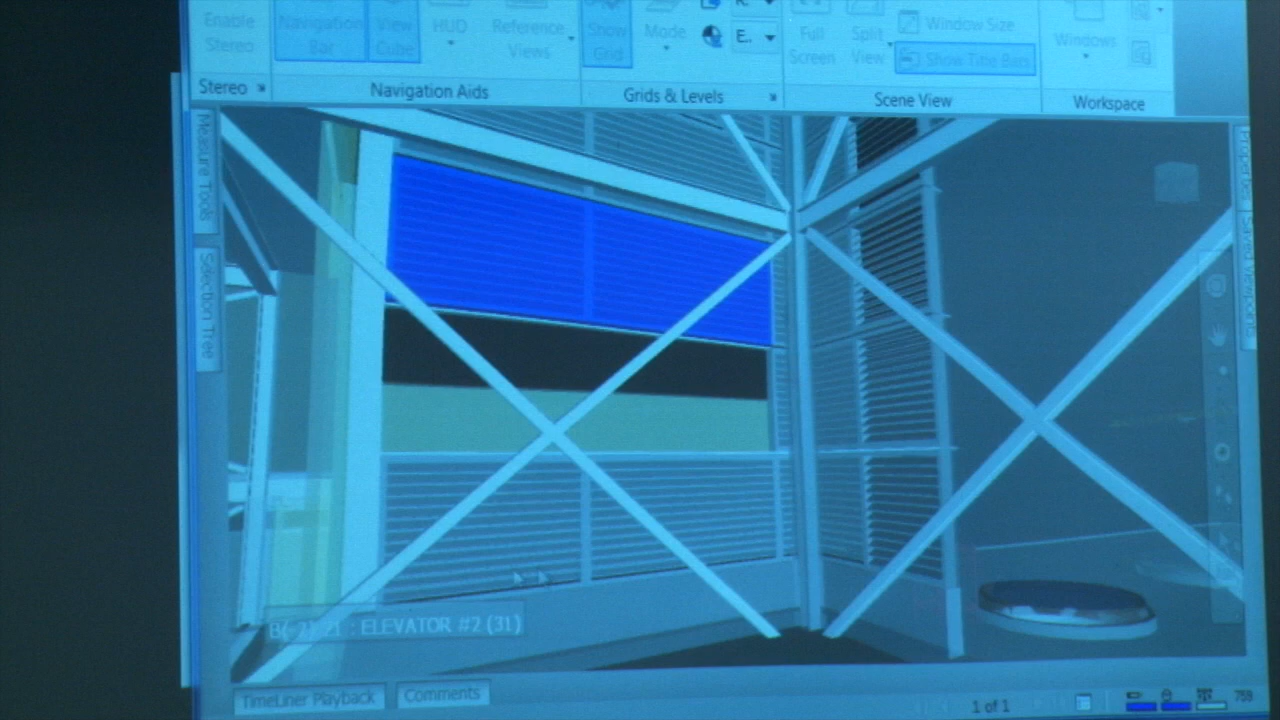 Enable
Stereo
Stereo
Navigation
Bar
View
Cube
HUD
Reference
Views
Navigation Aids
Show
Grid
Mode
E..
Grids & Levels
Full
Screen
Split
View
Window Size
Show Title Bars
Scene View
Windows
Workspace
Measure Tools
Selection Tree
Properties
Saved Viewpoints
: ELEVATOR #2 (31)
TimeLiner Playback
Comments
1 of 1
759